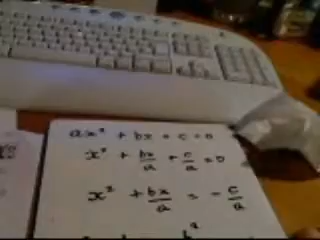 ax² + bx + c = 0
x² + bx/a + c/a = 0
x² + bx/a = - c/a